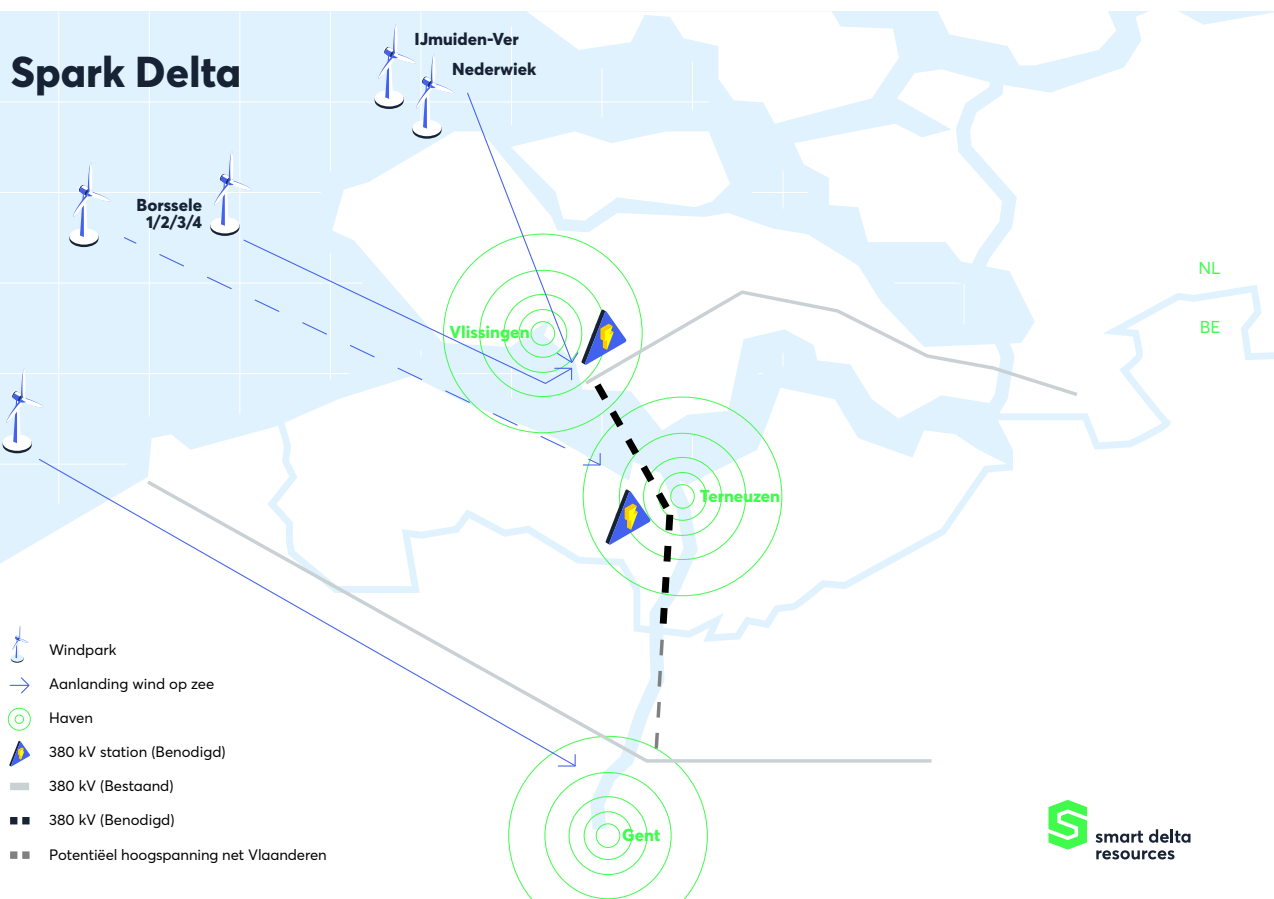 Spark Delta
IJmuiden-Ver
Nederwiek
Borssele
1/2/3/4
NL
BE
Vlissingen
Terneuzen
Gent
Windpark
Aanlanding wind op zee
Haven
380 kV station (Benodigd)
380 kV (Bestaand)
380 kV (Benodigd)
Potentiëel hoogspanning net Vlaanderen
smart delta
resources